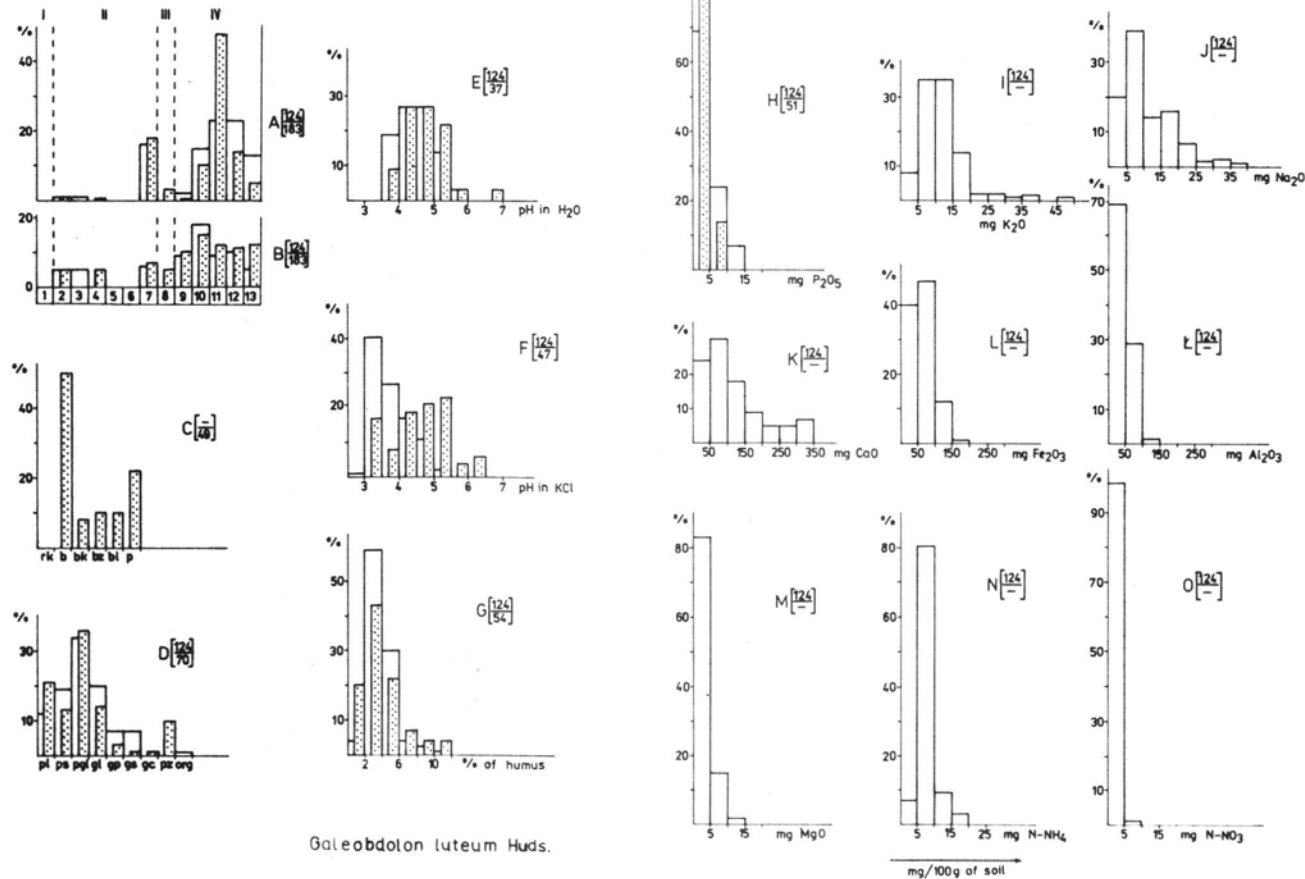 I II III IV
%
40
20
A[124/183]
20
10
0
B[124/183]
1 2 3 4 5 6 7 8 9 10 11 12 13
%
40
20
C[-/49]
rk b bk bz bl p
%
30
10
D[124/70]
pl ps pgl gl gp gs gc pz org
%
30
10
E[124/37]
3 4 5 6 7 pH in H₂O
%
40
20
F[124/47]
3 4 5 6 7 pH in KCl
%
50
30
10
G[124/54]
2 6 10 % of humus
Galeobdolon luteum Huds.
60
40
20
H[124/51]
5 15
mg P₂O₅
%
30
10
I[124/-]
5 15 25 35 45
mg K₂O
%
30
10
J[124/-]
5 15 25 35 mg Na₂O
%
20
10
K[124/-]
50 150 250 350 mg CaO
%
40
20
L[124/-]
50 150 250 mg Fe₂O₃
%
70
50
30
10
Ł[124/-]
50 150 250 mg Al₂O₃
%
80
60
40
20
M[124/-]
5 15 mg MgO
%
80
60
40
20
N[124/-]
5 15 25 mg N-NH₄
%
90
70
50
30
10
O[124/-]
5 15 mg N-NO₃
mg/100g of soil